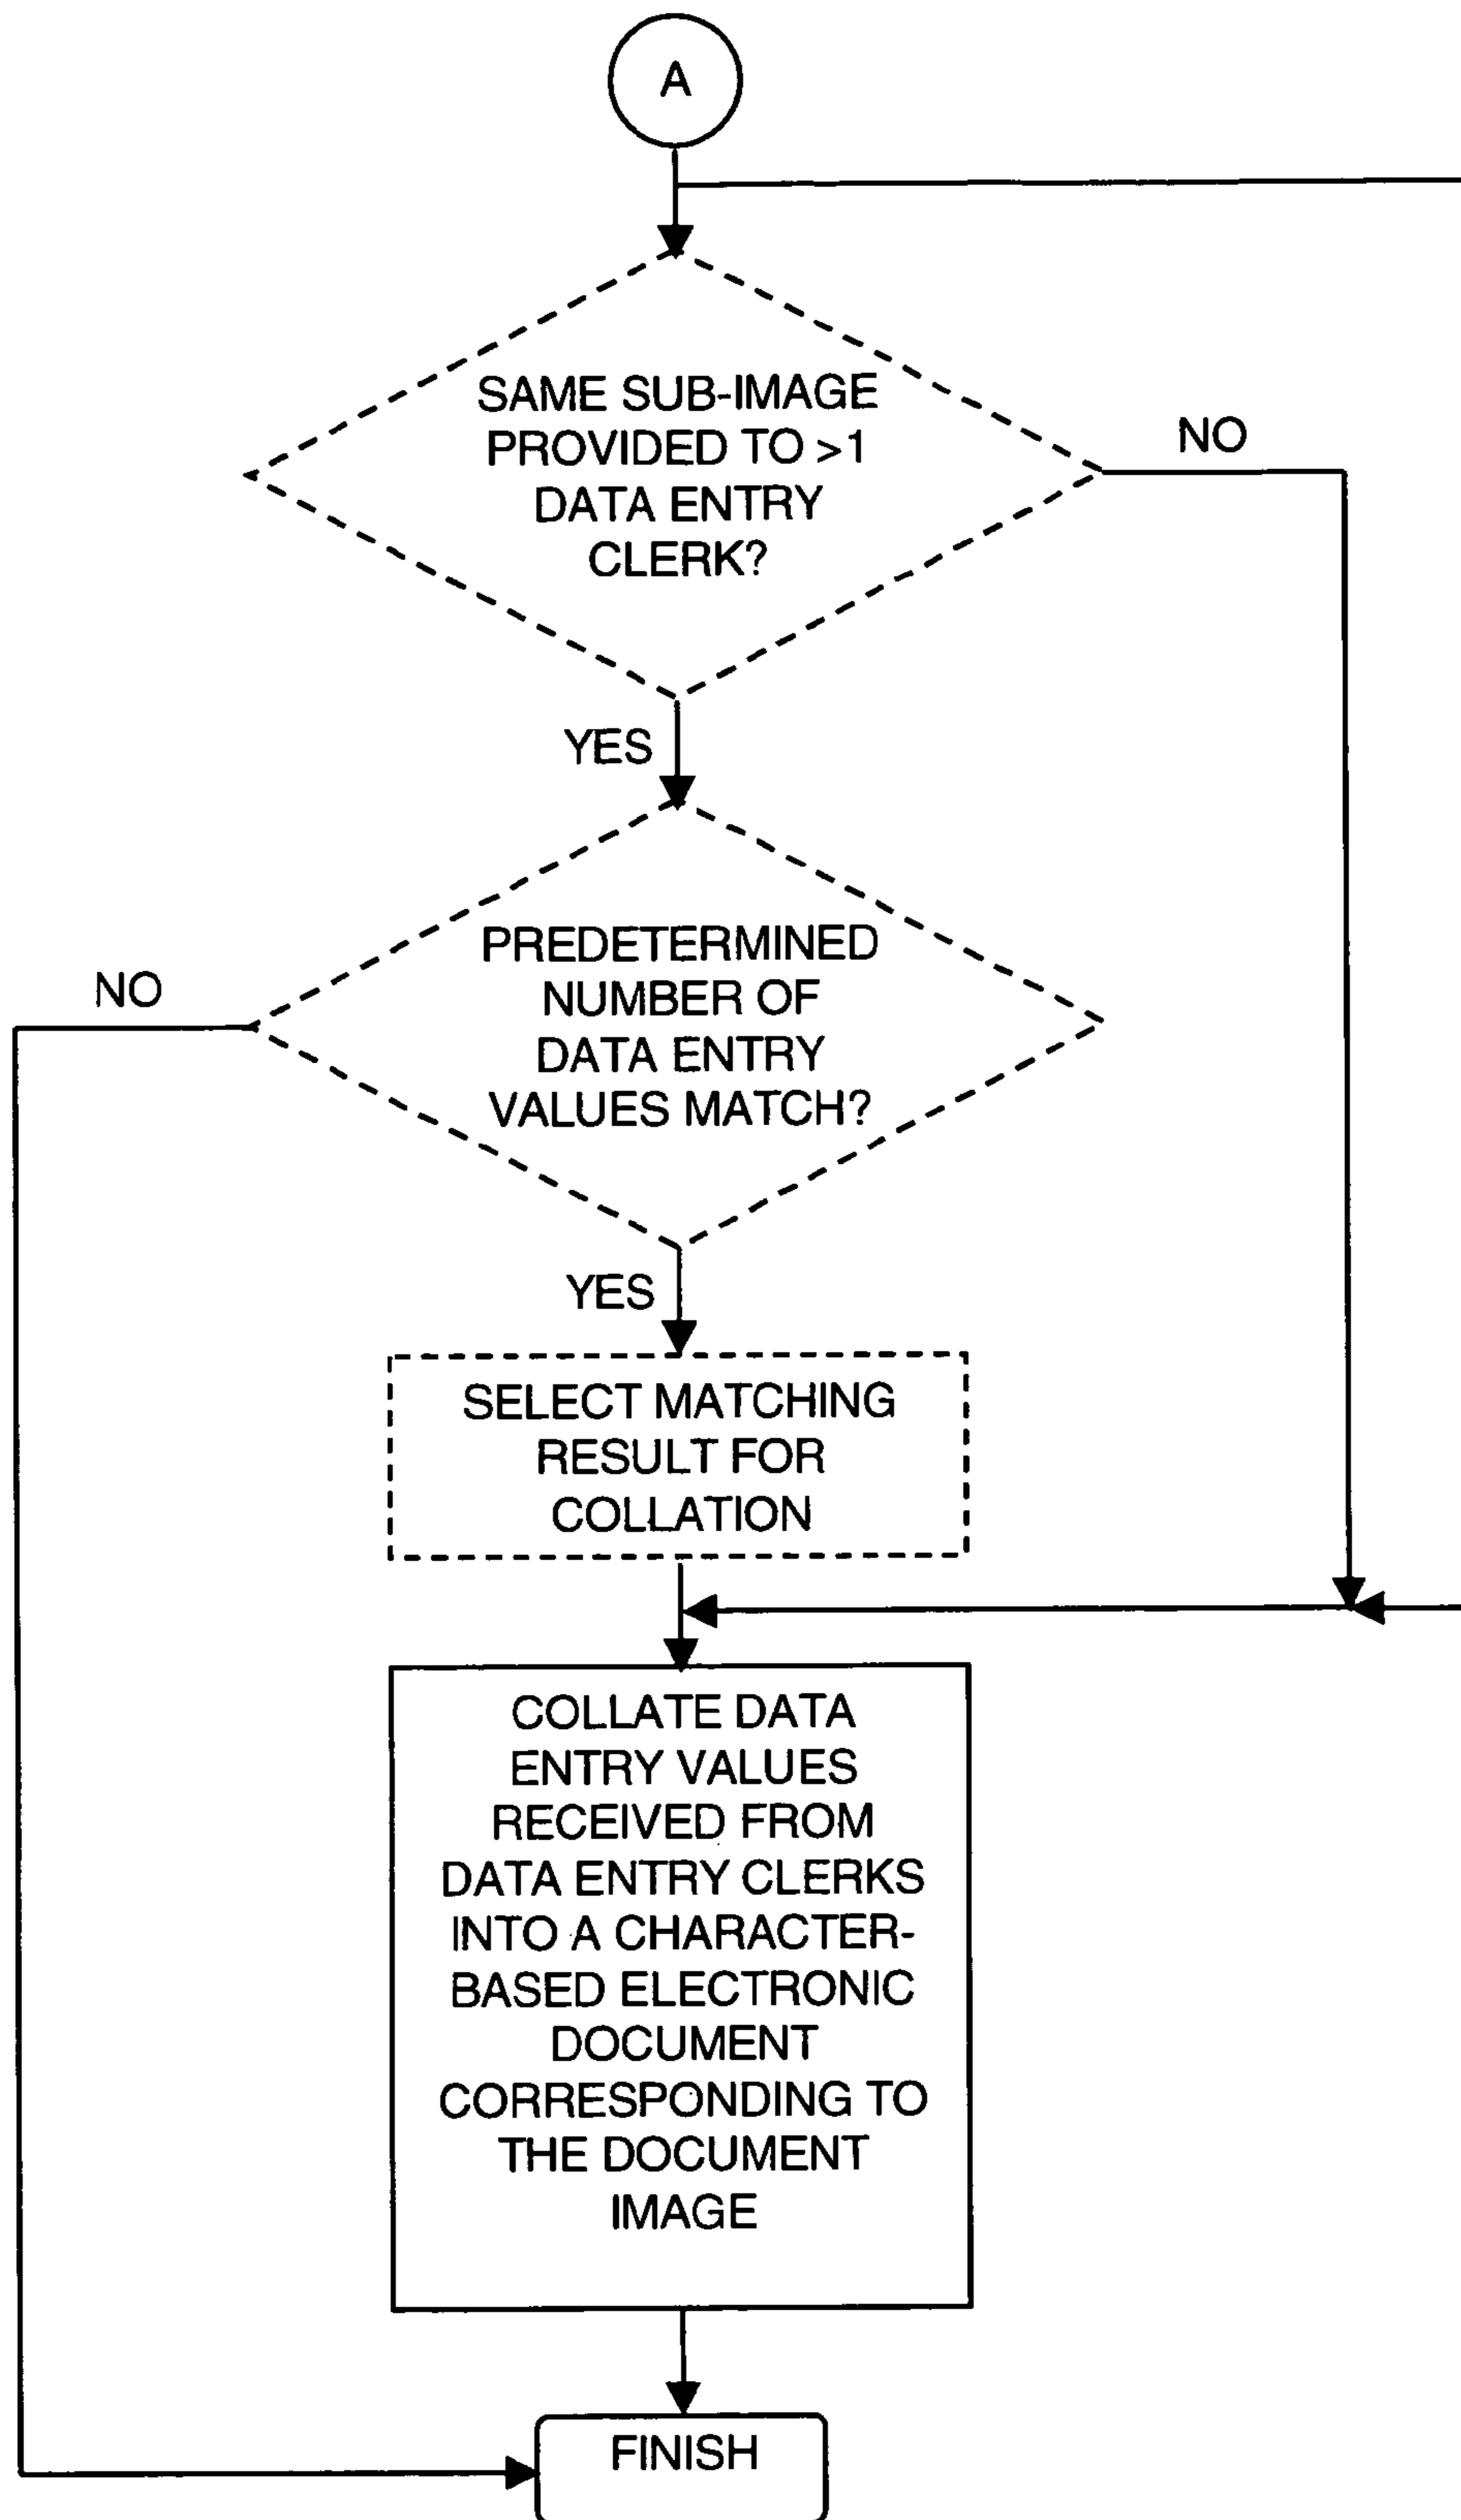 A
SAME SUB-IMAGE
PROVIDED TO >1
DATA ENTRY
CLERK?
NO
YES
PREDETERMINED
NUMBER OF
DATA ENTRY
VALUES MATCH?
NO
YES
SELECT MATCHING
RESULT FOR
COLLATION
COLLATE DATA
ENTRY VALUES
RECEIVED FROM
DATA ENTRY CLERKS
INTO A CHARACTER-
BASED ELECTRONIC
DOCUMENT
CORRESPONDING TO
THE DOCUMENT
IMAGE
FINISH